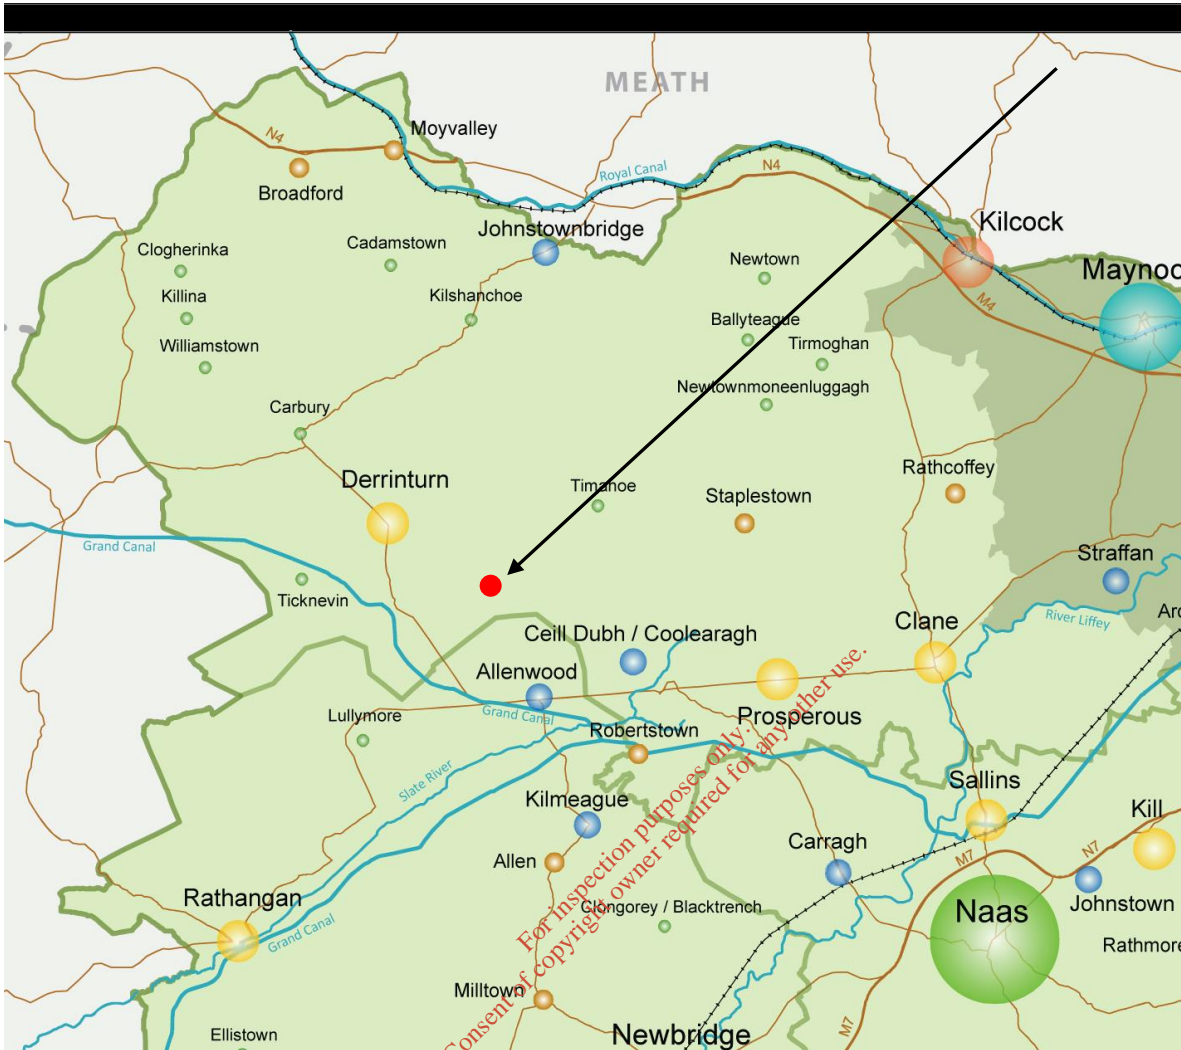 MEATH
Moyvalley
N4
Broadford
Royal Canal
N4
Johnstownbridge
Kilcock
Clogherinka
Cadamstown
Newtown
Maynoo
Killina
Kilshanchoe
M4
Ballyteague
Williamstown
Tirmoghan
Newtownmoneenluggagh
Carbury
Derrinturn
Rathcoffey
Timahoe
Staplestown
Grand Canal
Straffan
Ticknevin
River Liffey
Clane
Ceill Dubh / Coolearagh
Allenwood
Lullymore
Grand Canal
Prosperous
Robertstown
Slate River
Sallins
Kilmeague
Kill
Carragh
Allen
M7
N7
Rathangan
Clongorey / Blacktrench
Naas
Johnstown
Grand Canal
Rathmore
Milltown
M7
Ellistown
Newbridge
For inspection purposes only.
Consent of copyright owner required for any other use.